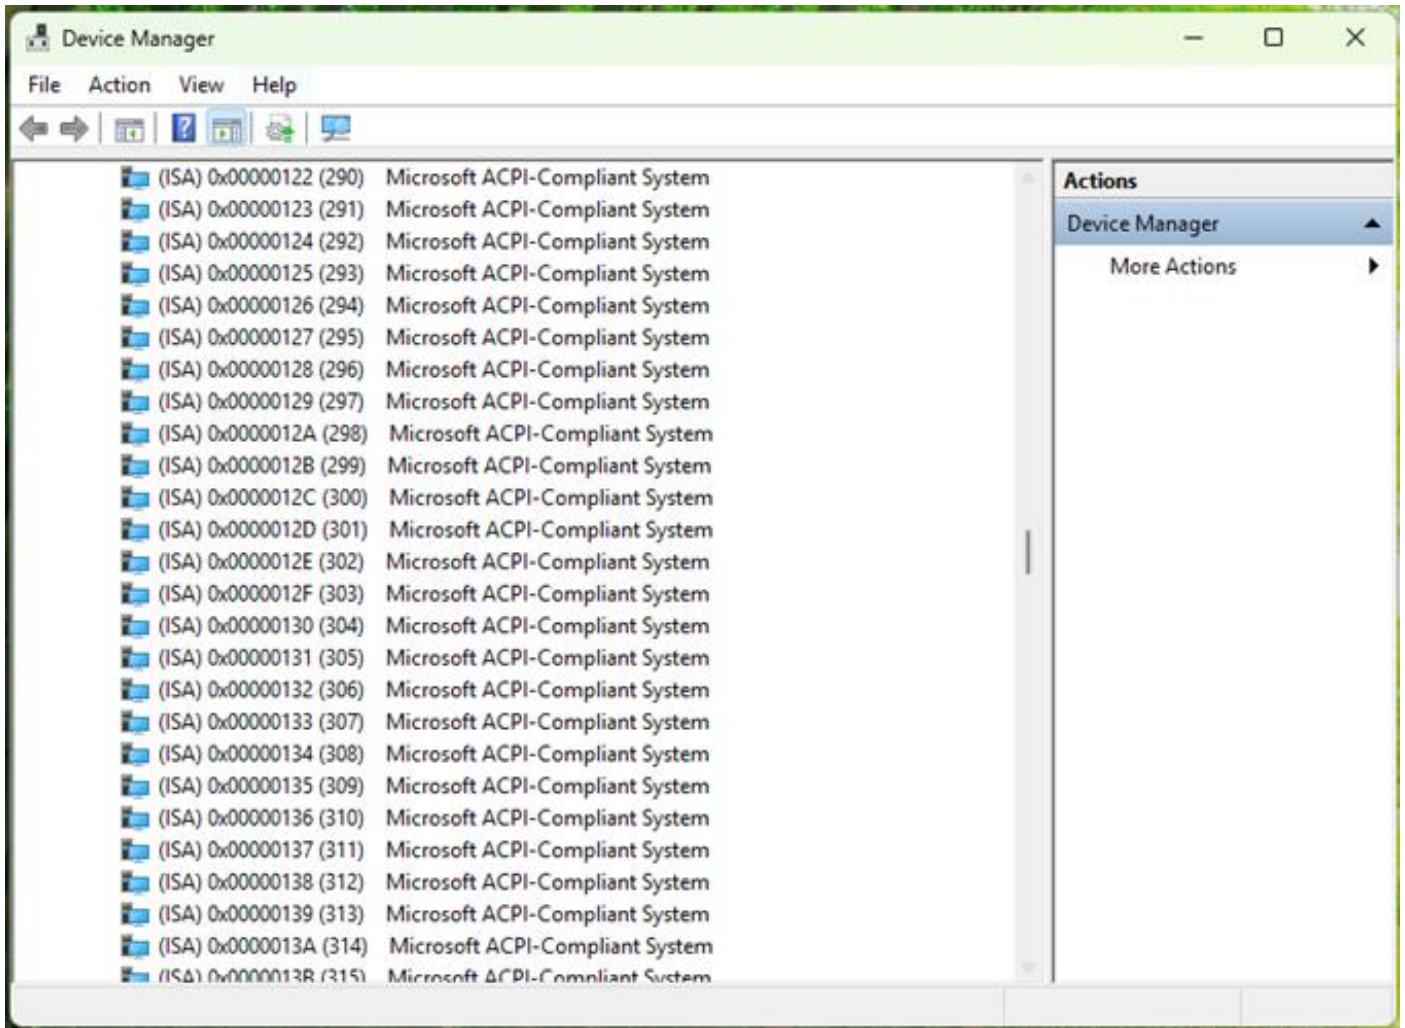 Device Manager
File Action View Help
(ISA) 0x00000122 (290) Microsoft ACPI-Compliant System
(ISA) 0x00000123 (291) Microsoft ACPI-Compliant System
(ISA) 0x00000124 (292) Microsoft ACPI-Compliant System
(ISA) 0x00000125 (293) Microsoft ACPI-Compliant System
(ISA) 0x00000126 (294) Microsoft ACPI-Compliant System
(ISA) 0x00000127 (295) Microsoft ACPI-Compliant System
(ISA) 0x00000128 (296) Microsoft ACPI-Compliant System
(ISA) 0x00000129 (297) Microsoft ACPI-Compliant System
(ISA) 0x0000012A (298) Microsoft ACPI-Compliant System
(ISA) 0x0000012B (299) Microsoft ACPI-Compliant System
(ISA) 0x0000012C (300) Microsoft ACPI-Compliant System
(ISA) 0x0000012D (301) Microsoft ACPI-Compliant System
(ISA) 0x0000012E (302) Microsoft ACPI-Compliant System
(ISA) 0x0000012F (303) Microsoft ACPI-Compliant System
(ISA) 0x00000130 (304) Microsoft ACPI-Compliant System
(ISA) 0x00000131 (305) Microsoft ACPI-Compliant System
(ISA) 0x00000132 (306) Microsoft ACPI-Compliant System
(ISA) 0x00000133 (307) Microsoft ACPI-Compliant System
(ISA) 0x00000134 (308) Microsoft ACPI-Compliant System
(ISA) 0x00000135 (309) Microsoft ACPI-Compliant System
(ISA) 0x00000136 (310) Microsoft ACPI-Compliant System
(ISA) 0x00000137 (311) Microsoft ACPI-Compliant System
(ISA) 0x00000138 (312) Microsoft ACPI-Compliant System
(ISA) 0x00000139 (313) Microsoft ACPI-Compliant System
(ISA) 0x0000013A (314) Microsoft ACPI-Compliant System
(ISA) 0x0000013B (315) Microsoft ACPI-Compliant System
Actions
Device Manager
More Actions